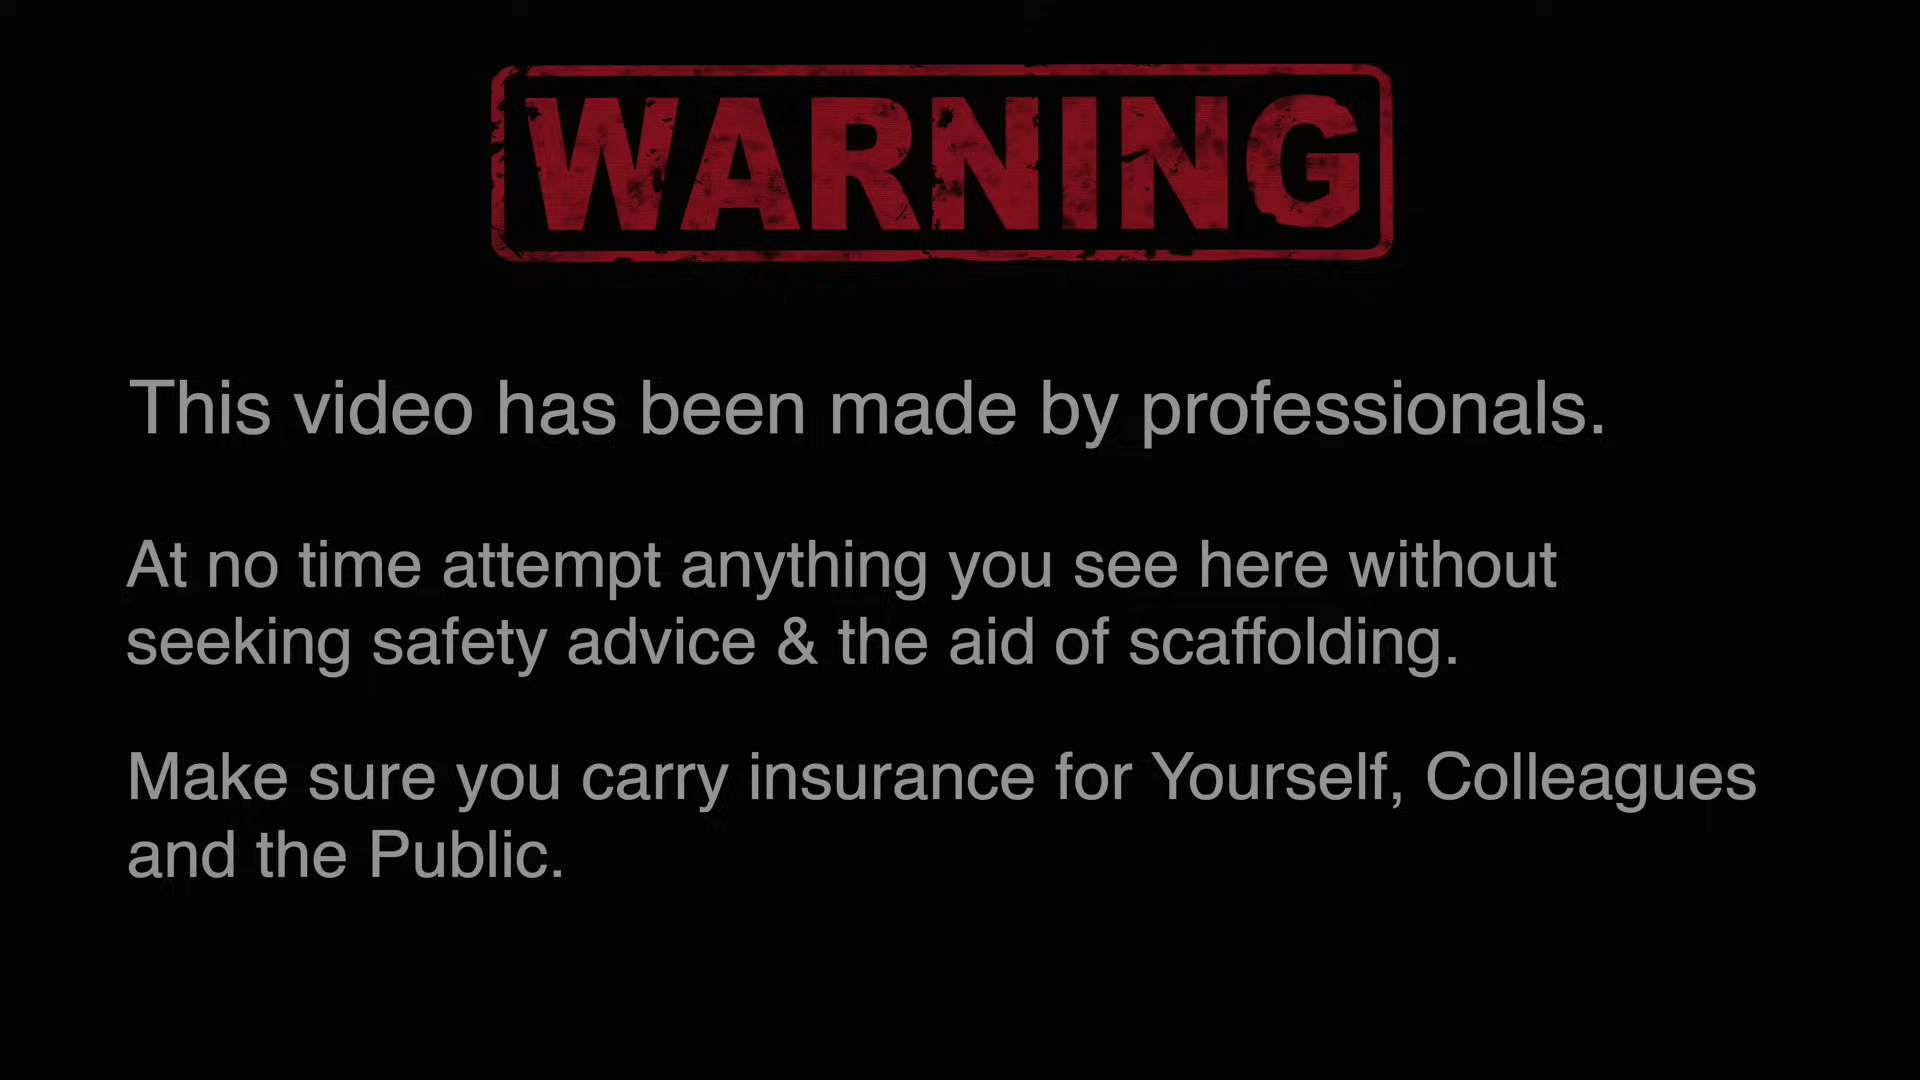 WARNING
This video has been made by professionals.
At no time attempt anything you see here without
seeking safety advice & the aid of scaffolding.
Make sure you carry insurance for Yourself, Colleagues
and the Public.